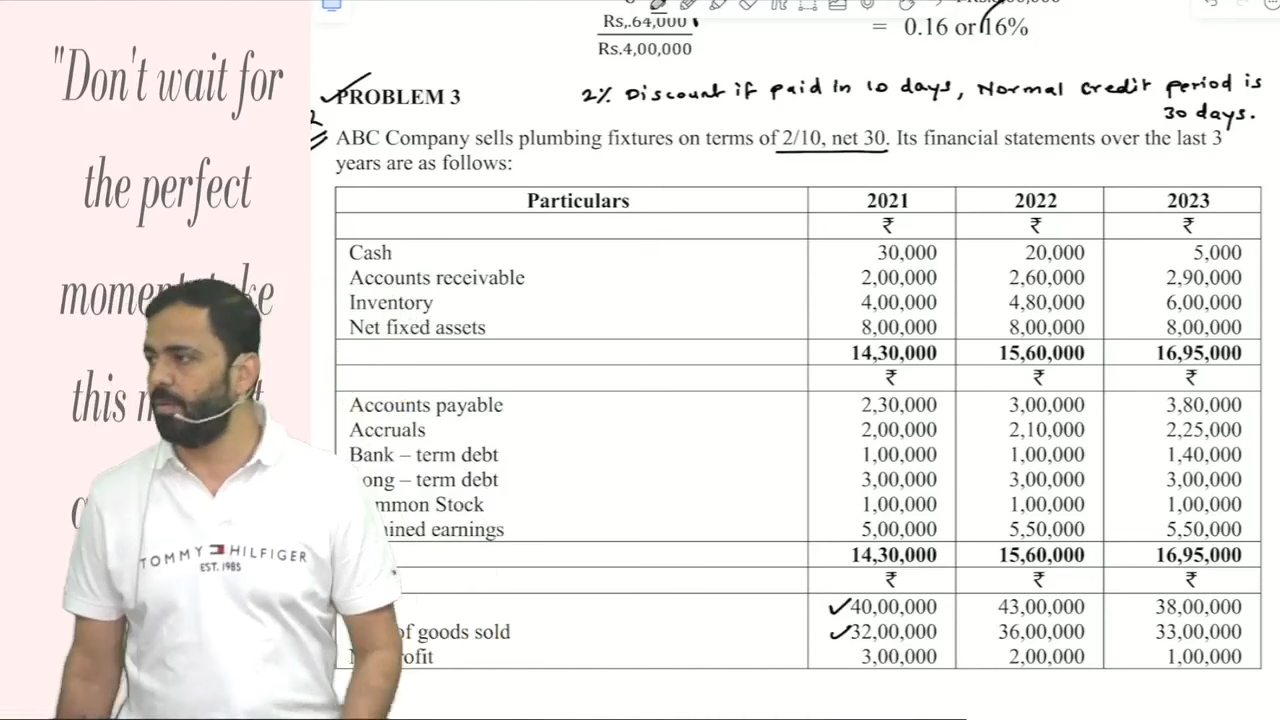 "Don't wait for
the perfect
this
Rs,.64,000
Rs.4,00,000
= 0.16 or 16%
PROBLEM 3
2% Discount if paid in 10 days, Normal credit period is
30 days.
ABC Company sells plumbing fixtures on terms of 2/10, net 30. Its financial statements over the last 3
years are as follows:
Particulars 2021 2022 2023
₹ ₹ ₹
Cash 30,000 20,000 5,000
Accounts receivable 2,00,000 2,60,000 2,90,000
Inventory 4,00,000 4,80,000 6,00,000
Net fixed assets 8,00,000 8,00,000 8,00,000
14,30,000 15,60,000 16,95,000
₹ ₹ ₹
Accounts payable 2,30,000 3,00,000 3,80,000
Accruals 2,00,000 2,10,000 2,25,000
Bank – term debt 1,00,000 1,00,000 1,40,000
ong – term debt 3,00,000 3,00,000 3,00,000
mmon Stock 1,00,000 1,00,000 1,00,000
ained earnings 5,00,000 5,50,000 5,50,000
14,30,000 15,60,000 16,95,000
₹ ₹ ₹
40,00,000 43,00,000 38,00,000
of goods sold 32,00,000 36,00,000 33,00,000
rofit 3,00,000 2,00,000 1,00,000
TOMMY HILFIGER
EST. 1985